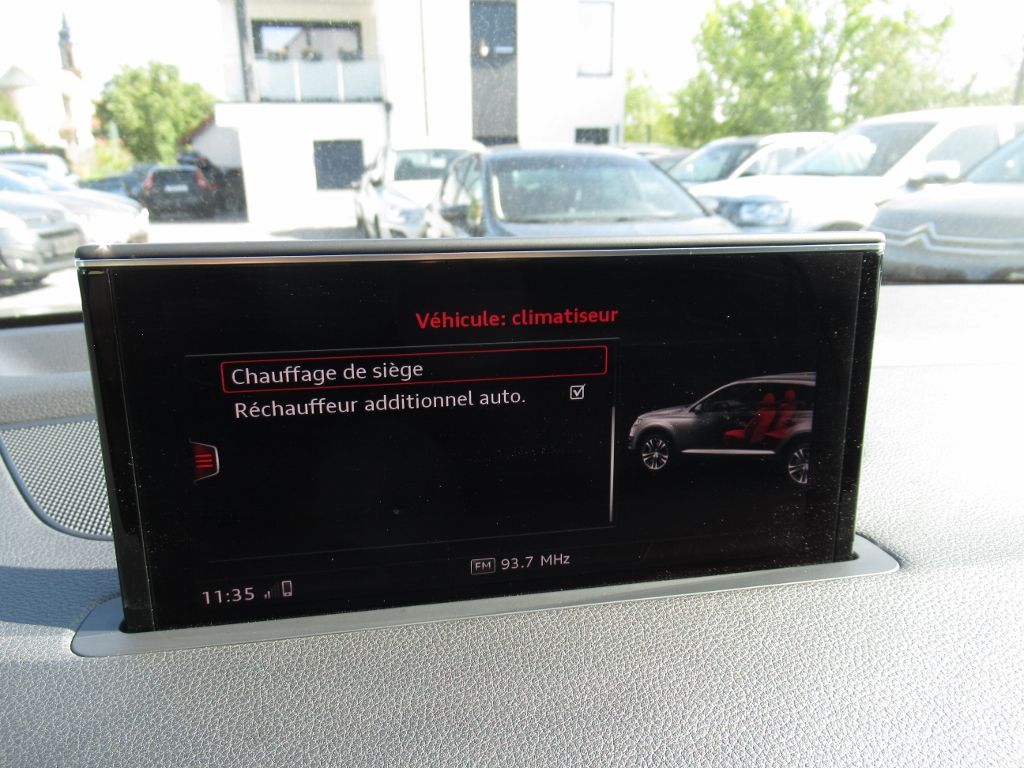 Véhicule: climatiseur
Chauffage de siège
Réchauffeur additionnel auto.
FM 93.7 MHz
11:35